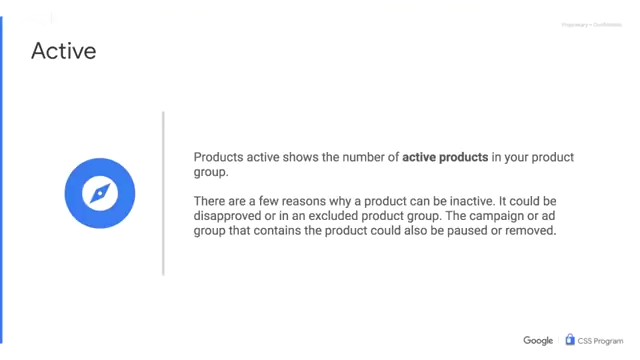 Proprietary + Confidential
Active
Products active shows the number of active products in your product
group.
There are a few reasons why a product can be inactive. It could be
disapproved or in an excluded product group. The campaign or ad
group that contains the product could also be paused or removed.
Google
CSS Program